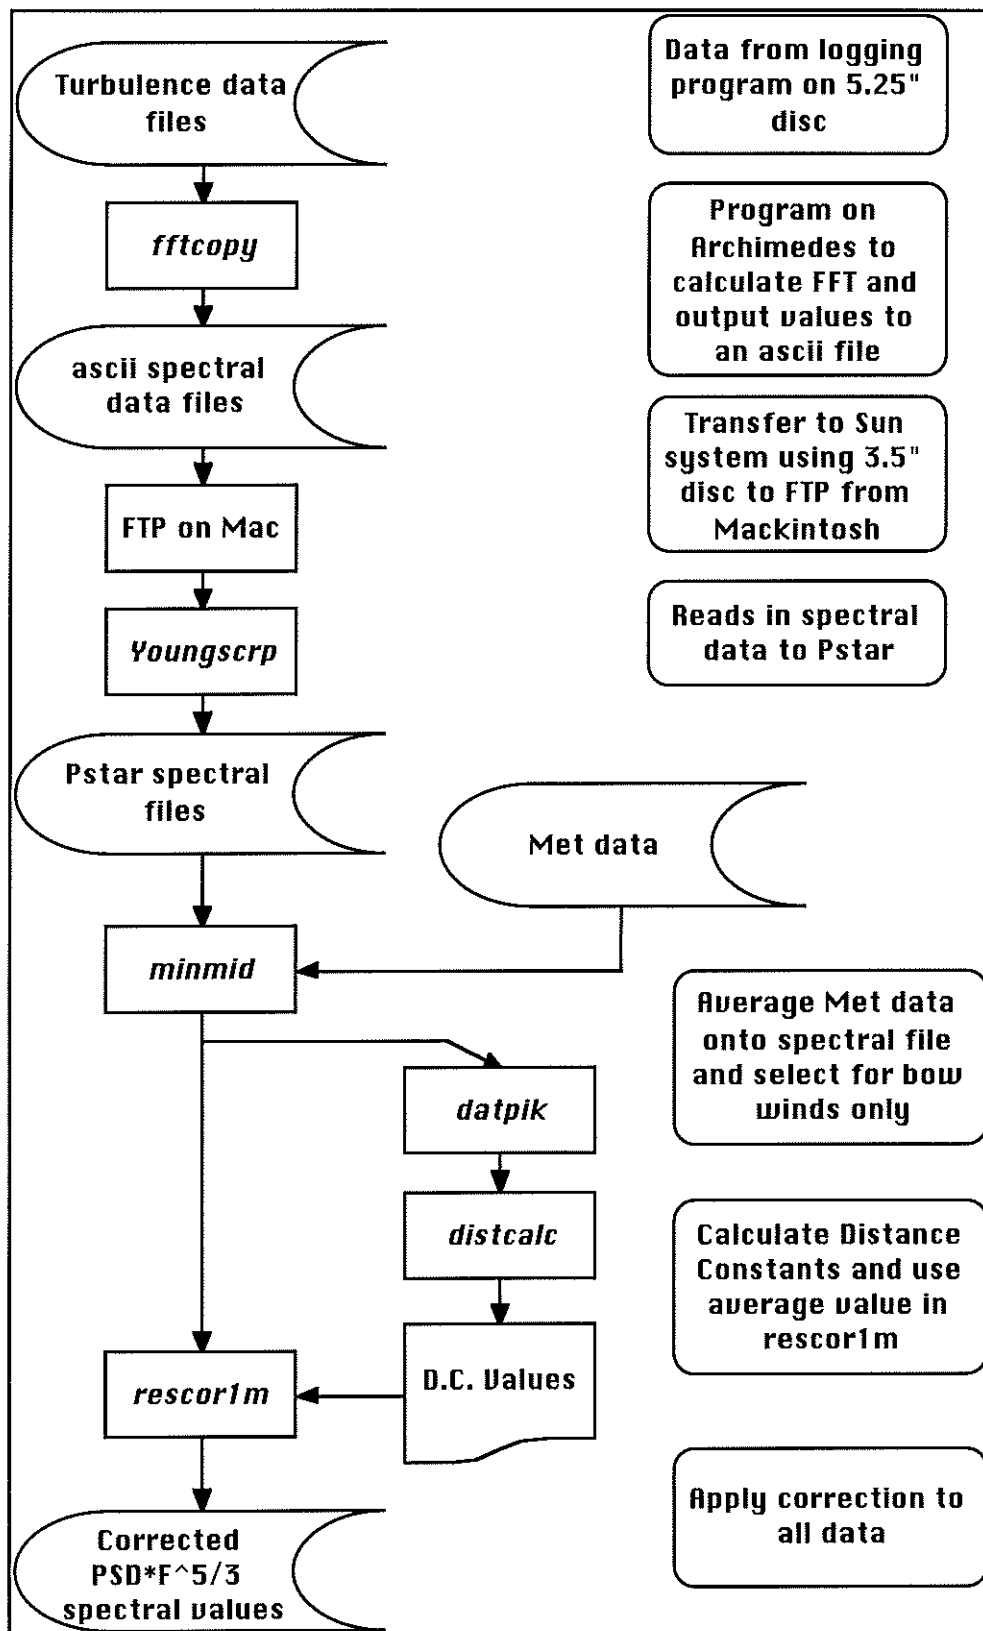 Turbulence data
files
Data from logging
program on 5.25"
disc
fftcopy
Program on
Archimedes to
calculate FFT and
output values to
an ascii file
ascii spectral
data files
Transfer to Sun
system using 3.5"
disc to FTP from
Mackintosh
FTP on Mac
Youngscrp
Reads in spectral
data to Pstar
Pstar spectral
files
Met data
minmid
Average Met data
onto spectral file
and select for bow
winds only
datpik
distcalc
Calculate Distance
Constants and use
average value in
rescor1m
D.C. Values
rescor1m
Apply correction to
all data
Corrected
PSD*F^5/3
spectral values